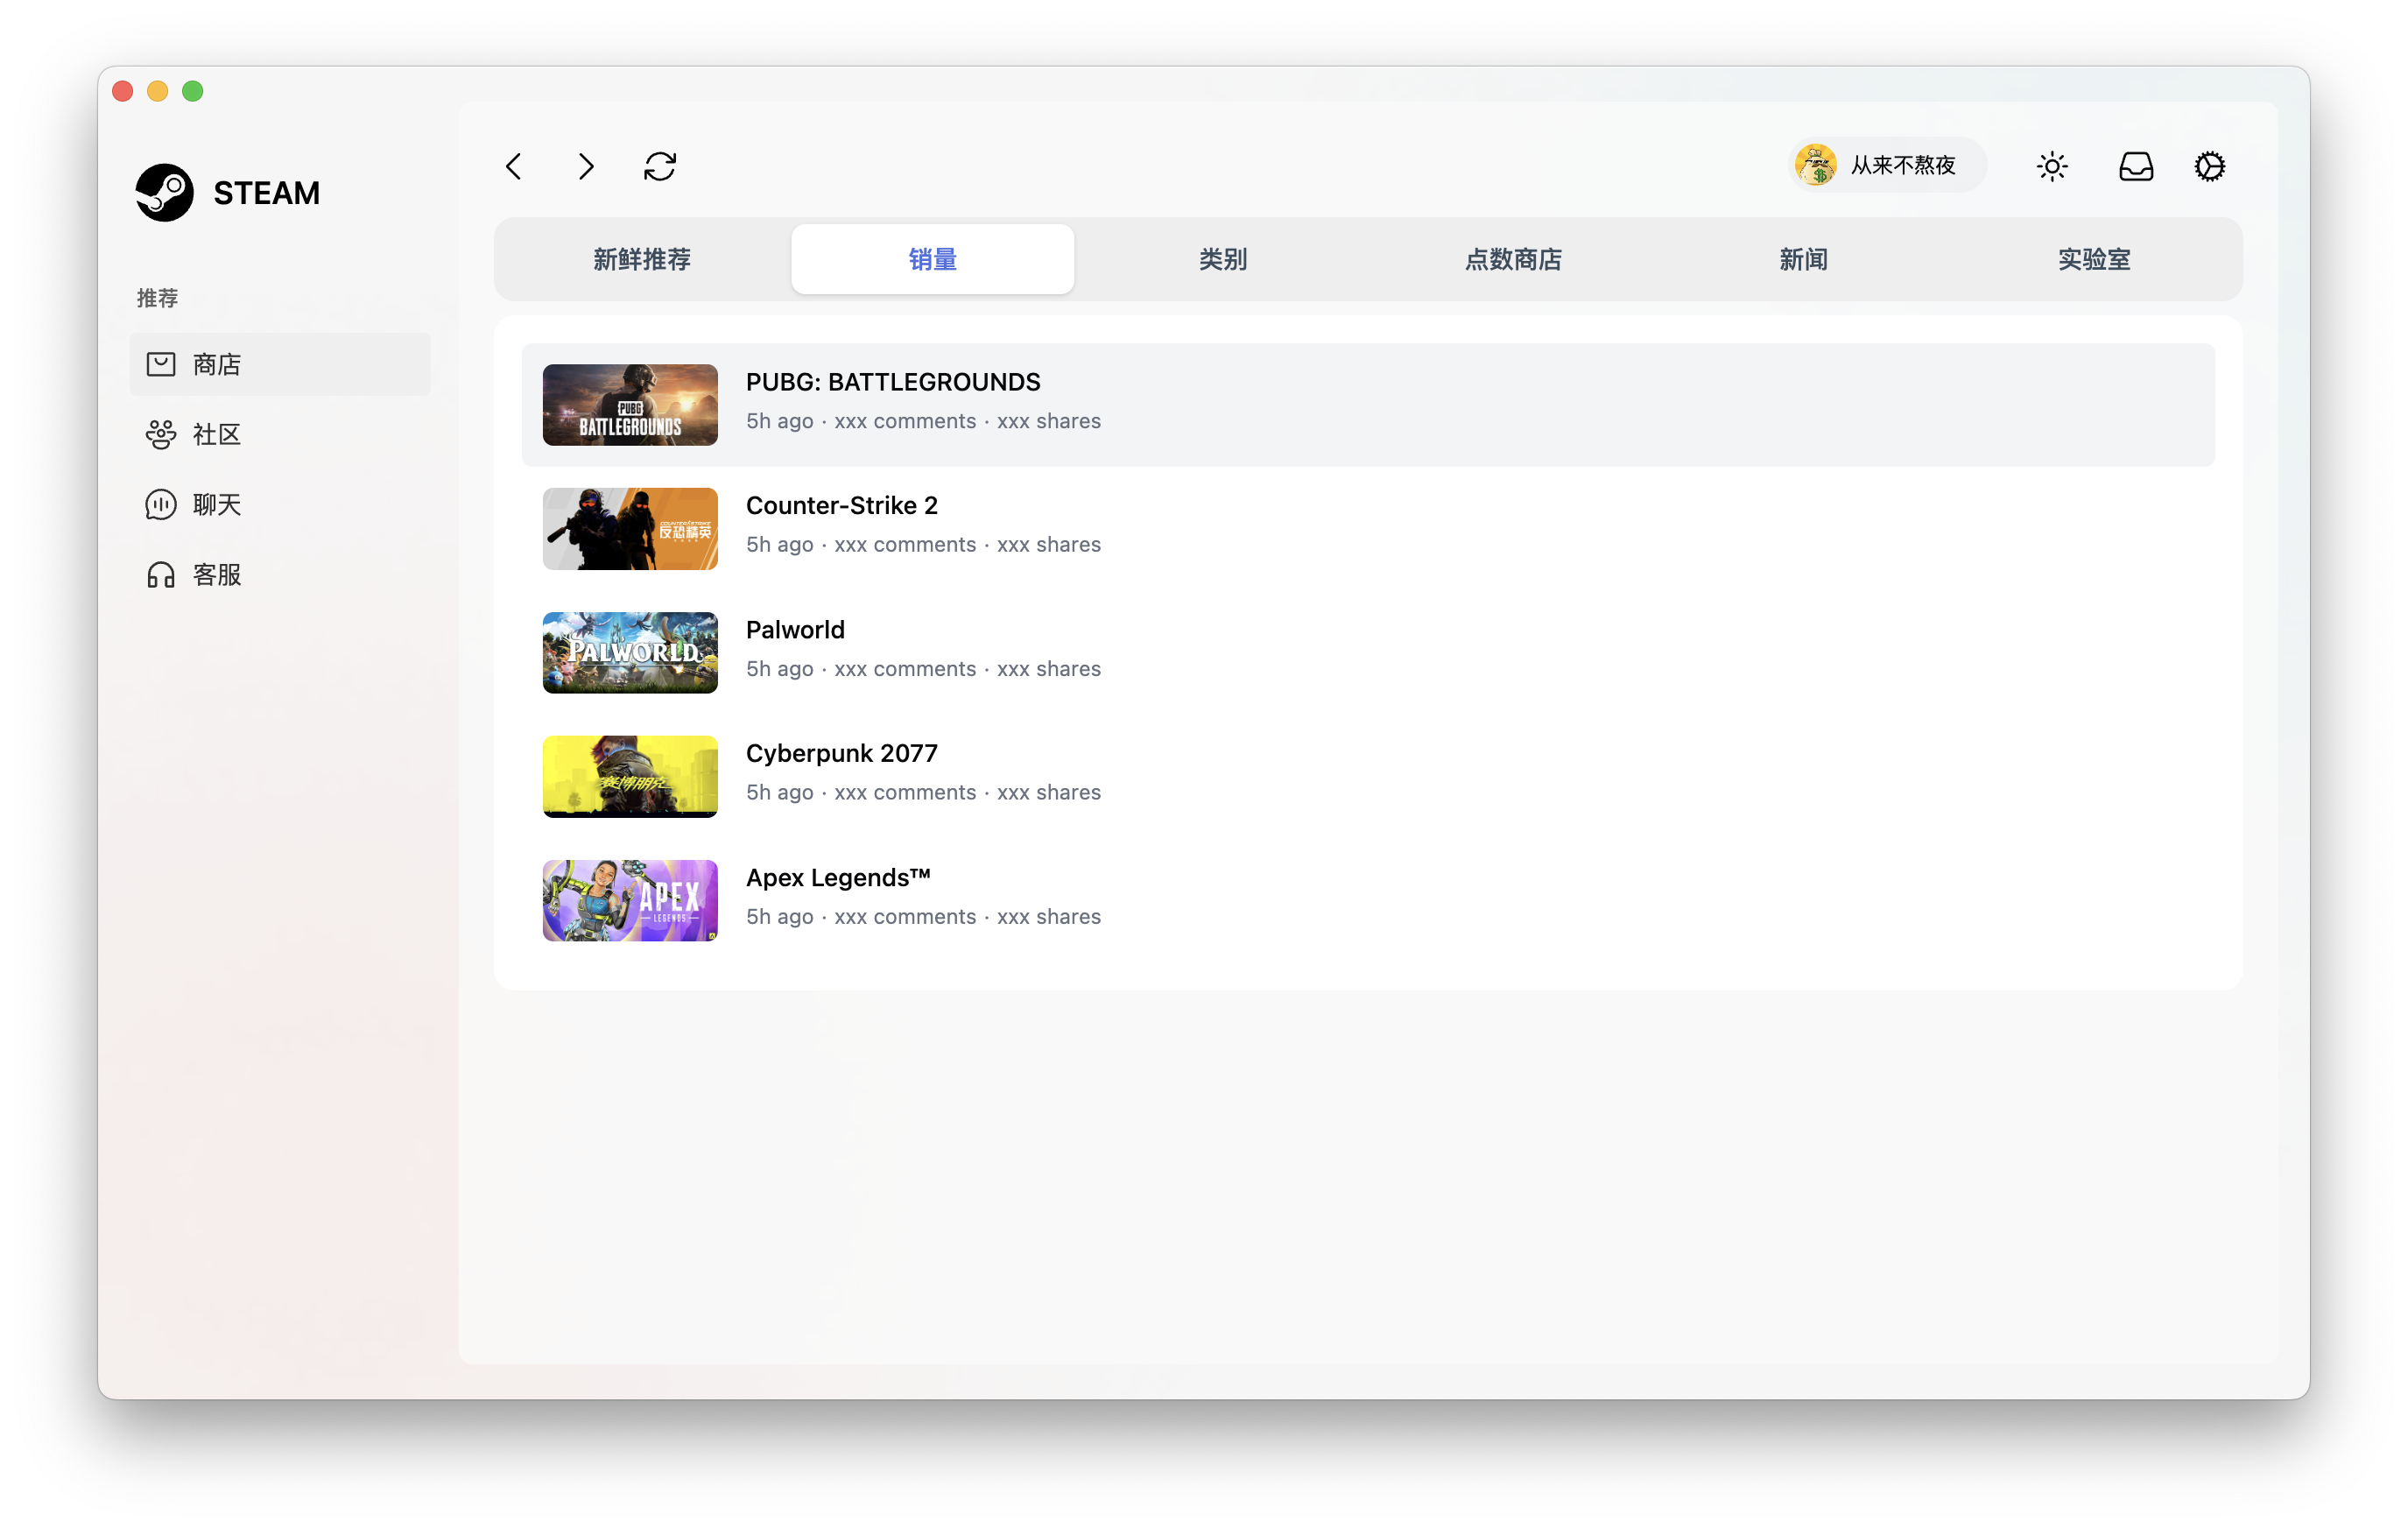 STEAM
从来不熬夜
新鲜推荐 销量 类别 点数商店 新闻 实验室
推荐
商店
社区
聊天
客服
PUBG: BATTLEGROUNDS
5h ago · xxx comments · xxx shares
PUBG
BATTLEGROUNDS
Counter-Strike 2
5h ago · xxx comments · xxx shares
COUNTER STRIKE
反恐精英
Palworld
5h ago · xxx comments · xxx shares
PALWORLD
Cyberpunk 2077
5h ago · xxx comments · xxx shares
赛博朋克
Apex Legends™
5h ago · xxx comments · xxx shares
APEX
LEGENDS